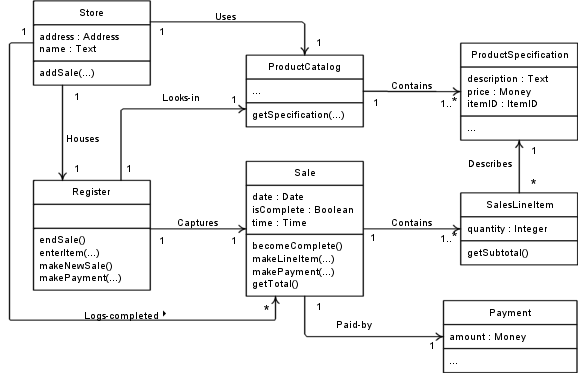 Store
address : Address
name : Text
addSale(...)
1
1
Uses
1
ProductCatalog
...
getSpecification(...)
1
Contains
1..*
ProductSpecification
description : Text
price : Money
itemID : ItemID
...
1
Looks-in
1
1
Houses
1
1
Describes
*
Register
endSale()
enterItem(...)
makeNewSale()
makePayment(...)
1
Captures
1
Sale
date : Date
isComplete : Boolean
time : Time
becomeComplete()
makeLineItem(...)
makePayment(...)
getTotal()
1
Contains
1..*
SalesLineItem
quantity : Integer
getSubtotal()
Logs-completed
*
1
Paid-by
1
Payment
amount : Money
...